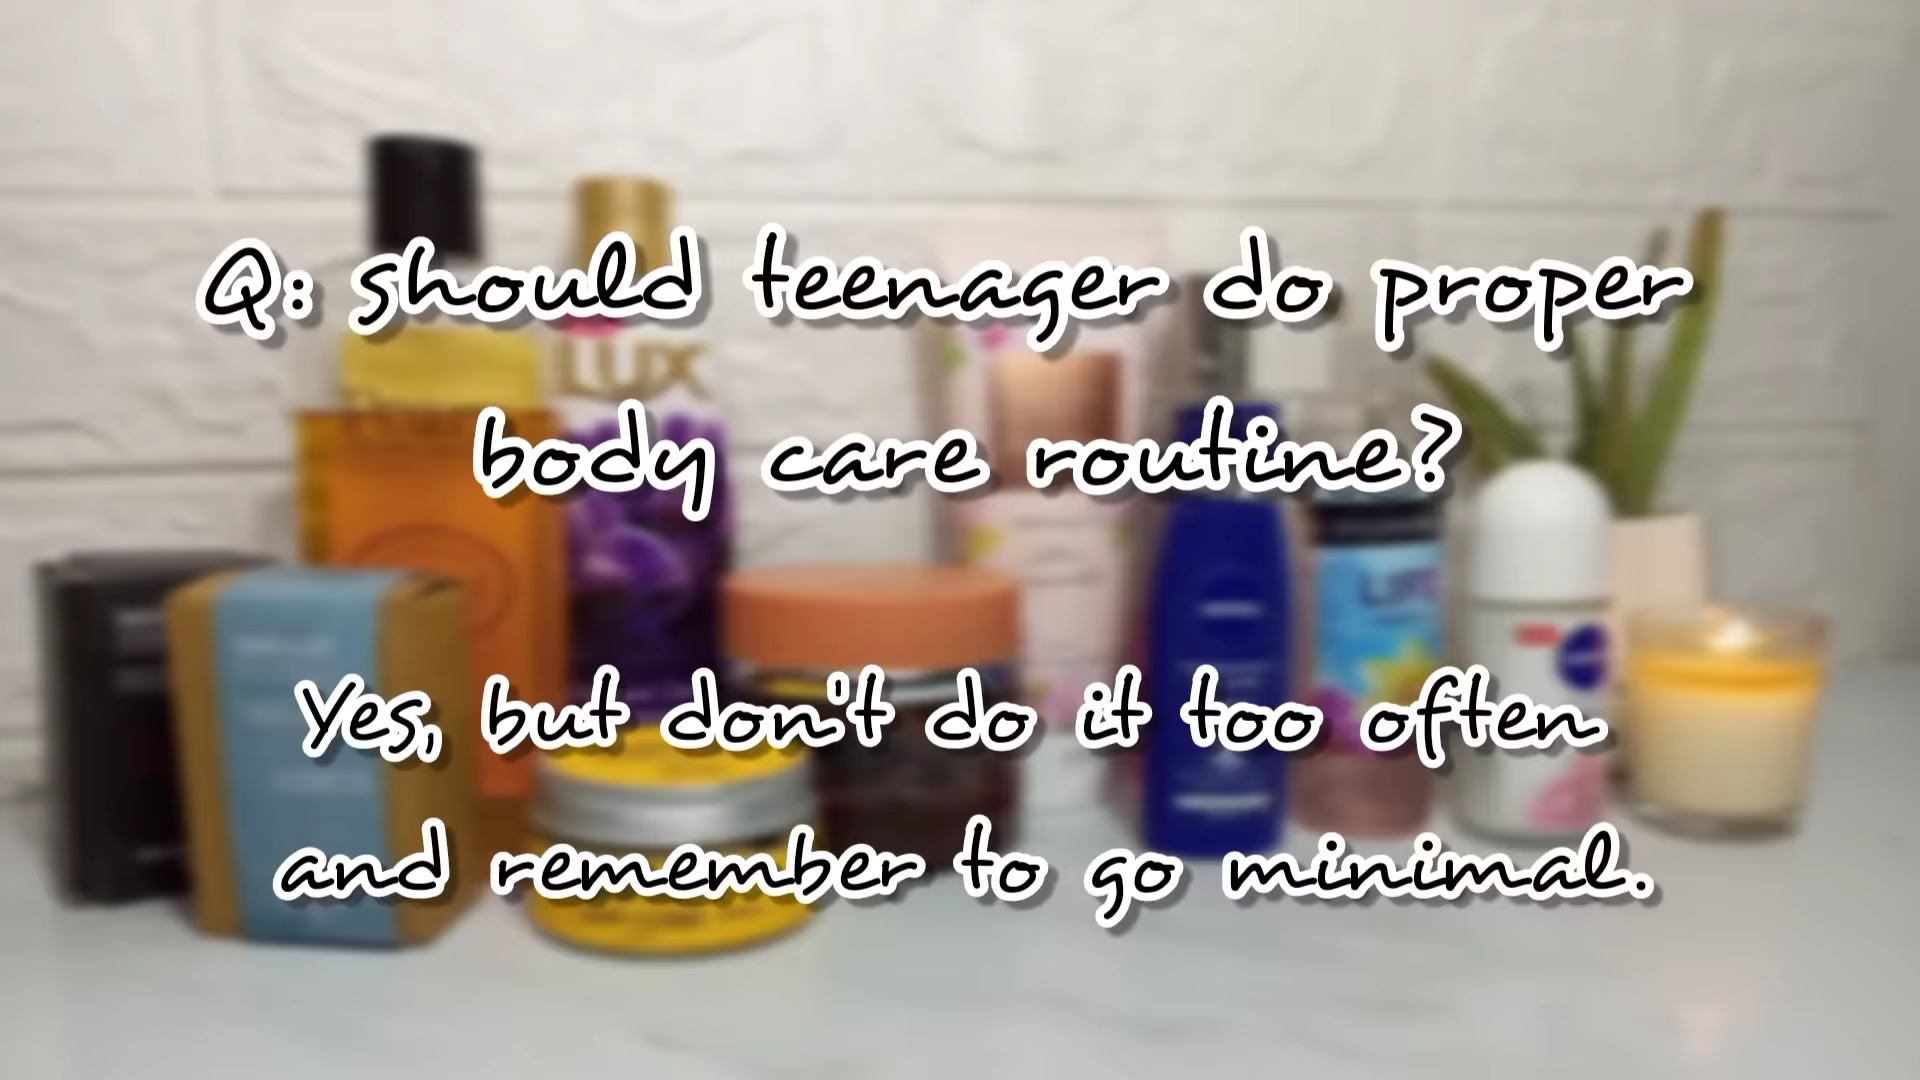 Q: should teenager do proper
body care routine?
LUX
Yes, but don't do it too often
and remember to go minimal.